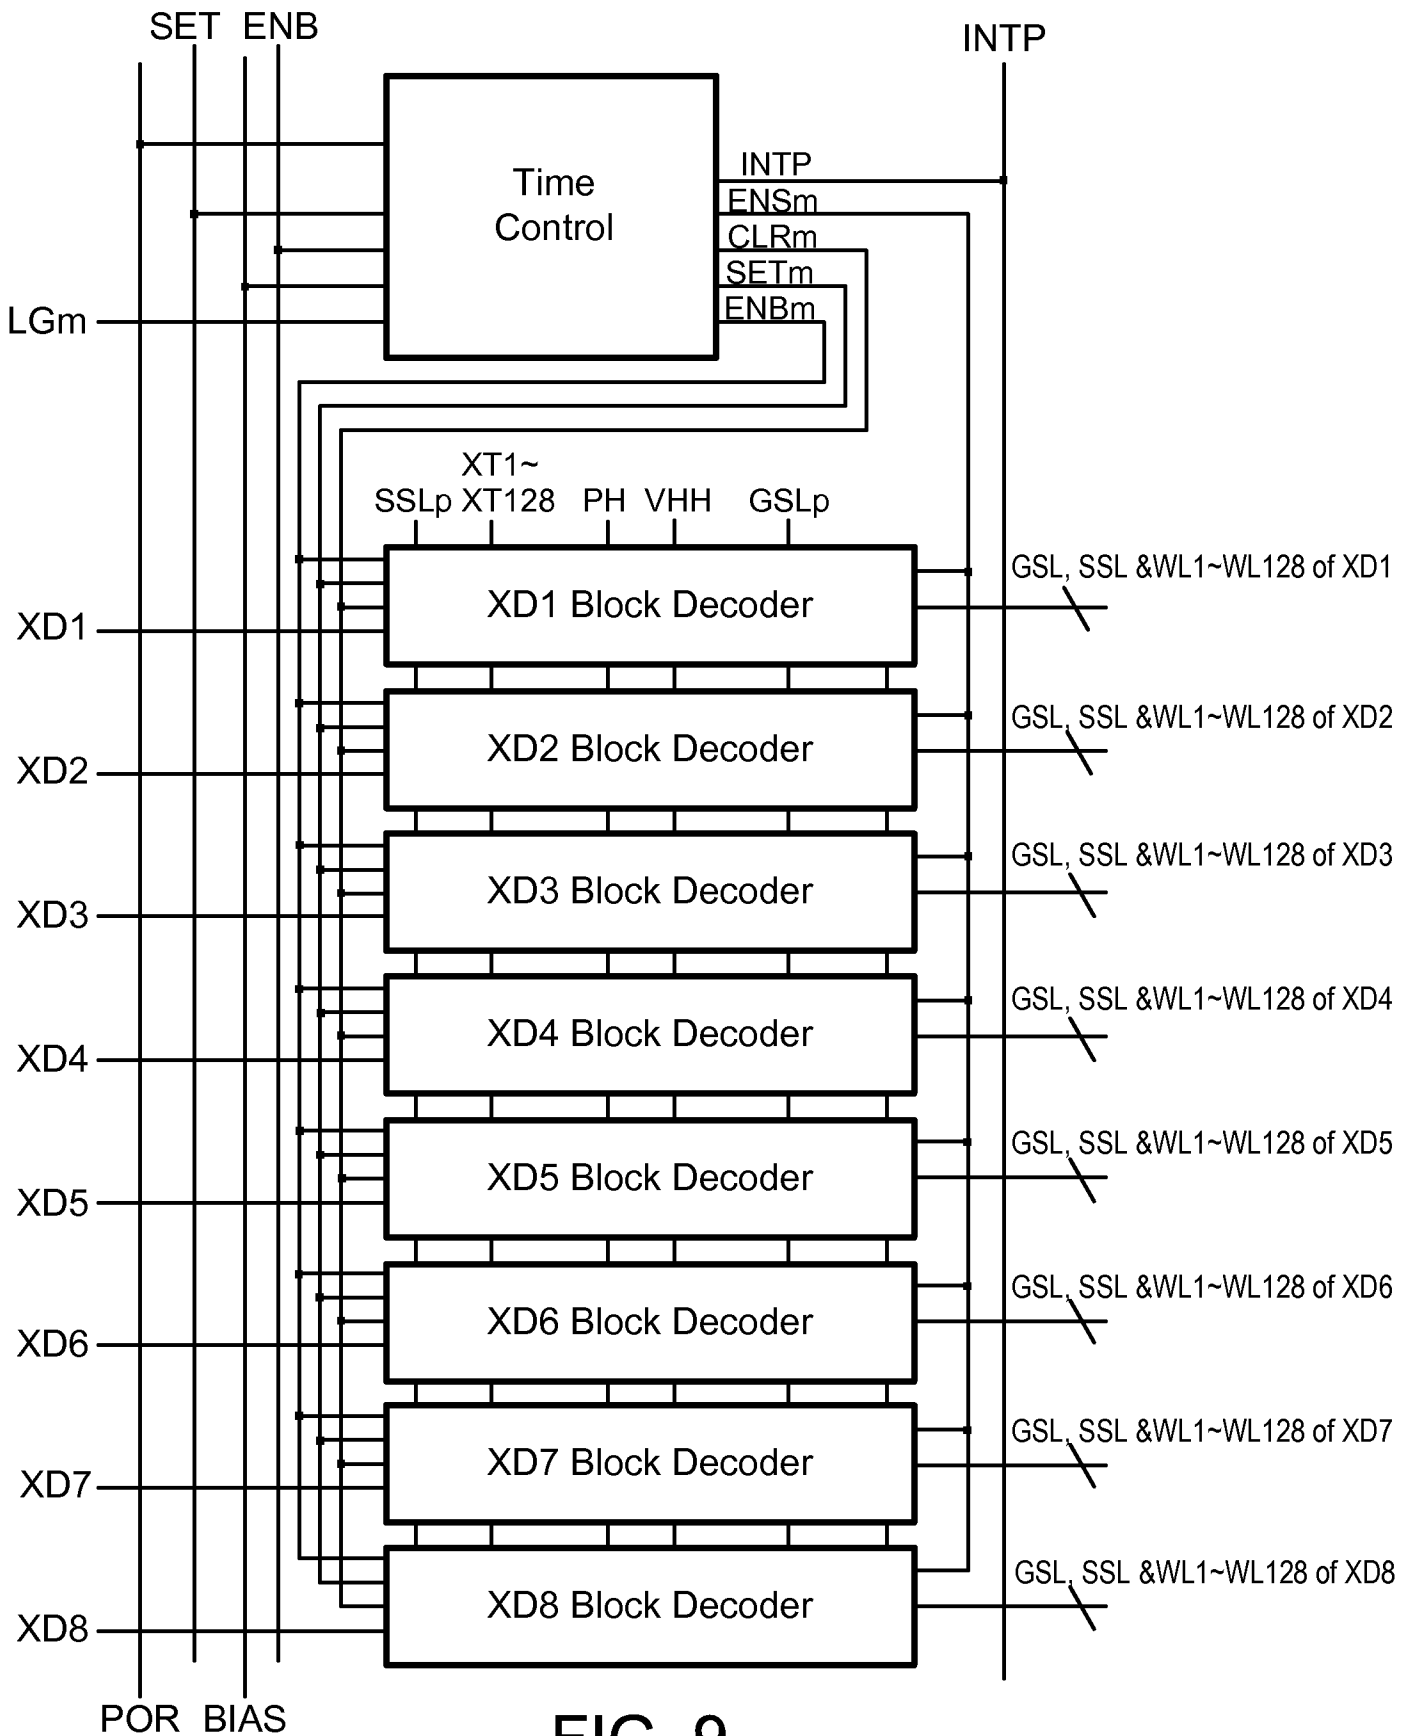 SET ENB
INTP
Time
Control
INTP
ENSm
CLRm
SETm
ENBm
LGm
XT1~
SSLp XT128 PH VHH GSLp
XD1
XD1 Block Decoder
GSL, SSL &WL1~WL128 of XD1
XD2
XD2 Block Decoder
GSL, SSL &WL1~WL128 of XD2
XD3
XD3 Block Decoder
GSL, SSL &WL1~WL128 of XD3
XD4
XD4 Block Decoder
GSL, SSL &WL1~WL128 of XD4
XD5
XD5 Block Decoder
GSL, SSL &WL1~WL128 of XD5
XD6
XD6 Block Decoder
GSL, SSL &WL1~WL128 of XD6
XD7
XD7 Block Decoder
GSL, SSL &WL1~WL128 of XD7
XD8
XD8 Block Decoder
GSL, SSL &WL1~WL128 of XD8
POR BIAS
FIG. 9